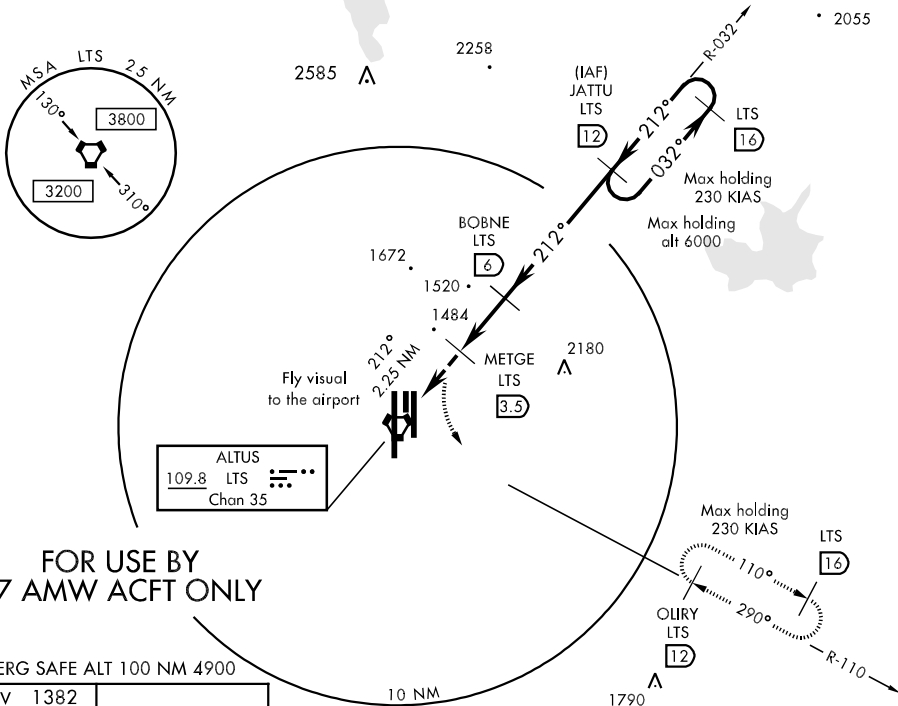 MSA LTS 25 NM
130°
3800
3200
310°
2585
2258
2055
R-032
(IAF)
JATTU
LTS
12
212°
032°
LTS
16
Max holding
230 KIAS
Max holding
alt 6000
212°
BOBNE
LTS
6
1672
1520
1484
212°
2.25 NM
METGE
LTS
3.5
2180
Fly visual
to the airport
ALTUS
109.8 LTS
Chan 35
Max holding
230 KIAS
LTS
16
110°
290°
OLIRY
LTS
12
R-110
1790
10 NM
FOR USE BY
7 AMW ACFT ONLY
ERG SAFE ALT 100 NM 4900
V 1382